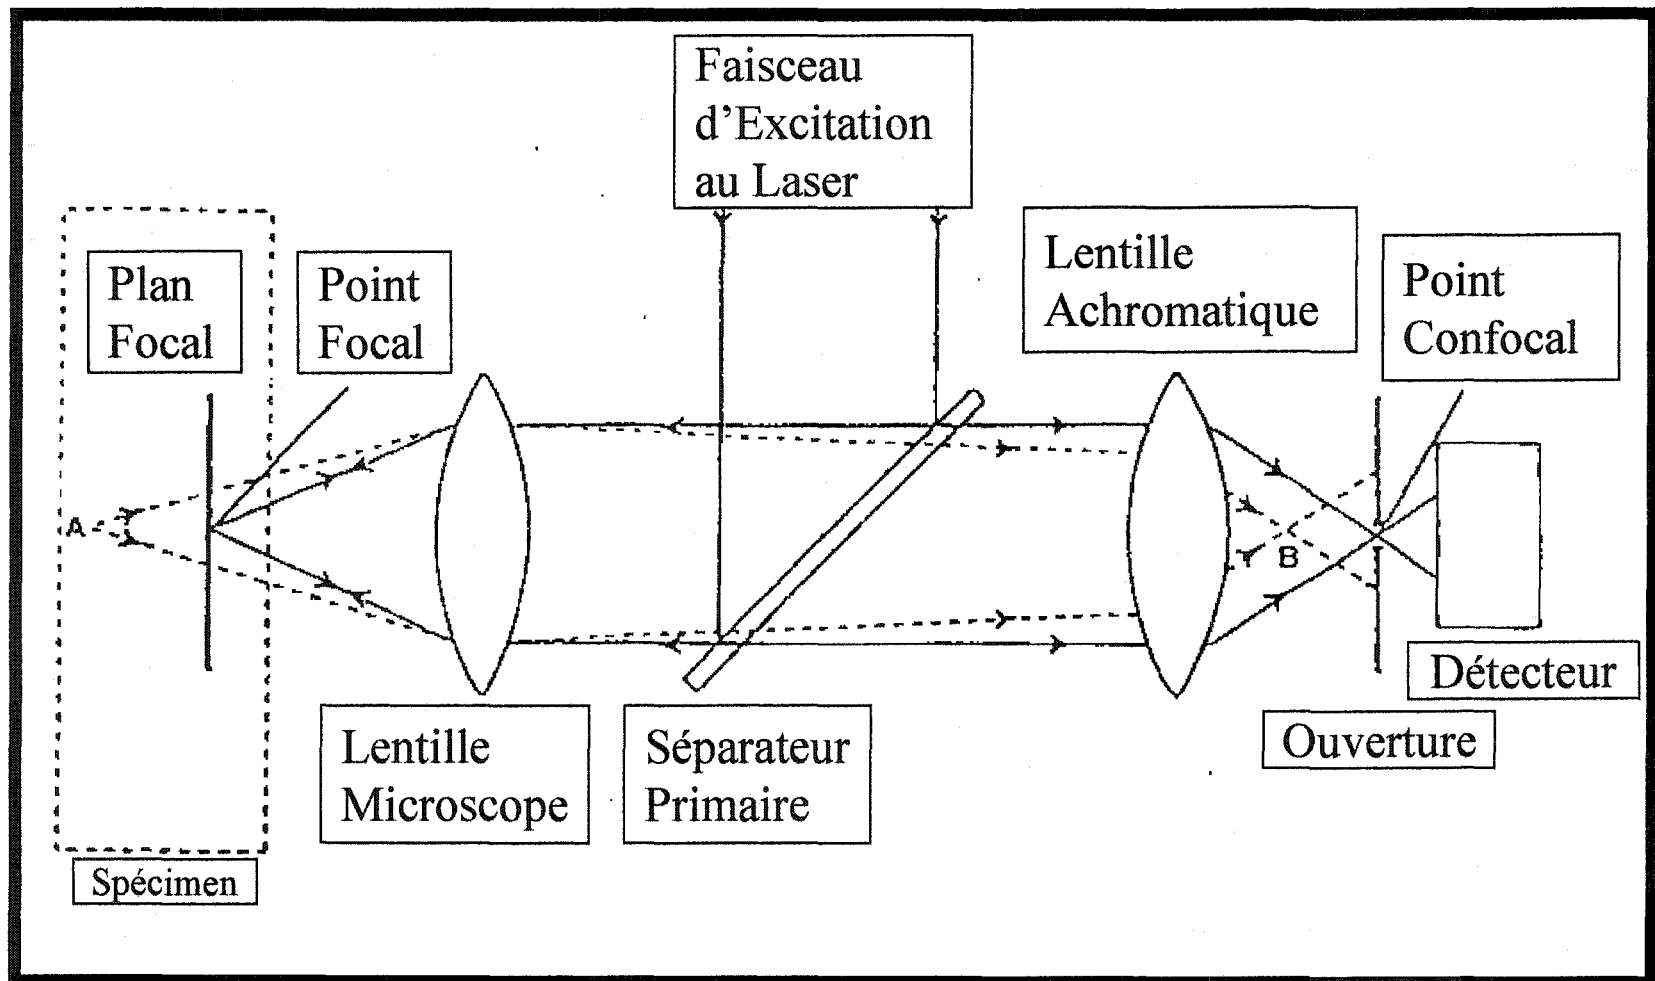 Faisceau
d'Excitation
au Laser
Plan
Focal
Point
Focal
Lentille
Achromatique
Point
Confocal
A
B
Détecteur
Ouverture
Lentille
Microscope
Séparateur
Primaire
Spécimen